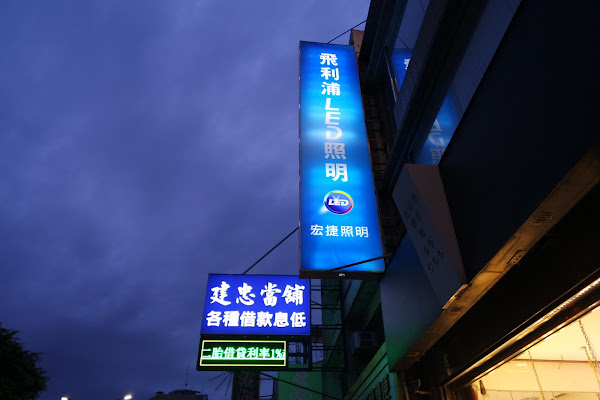 飛利浦LED照明
LED
宏捷照明
建忠當舖
各種借款息低
二胎借貸利率1%